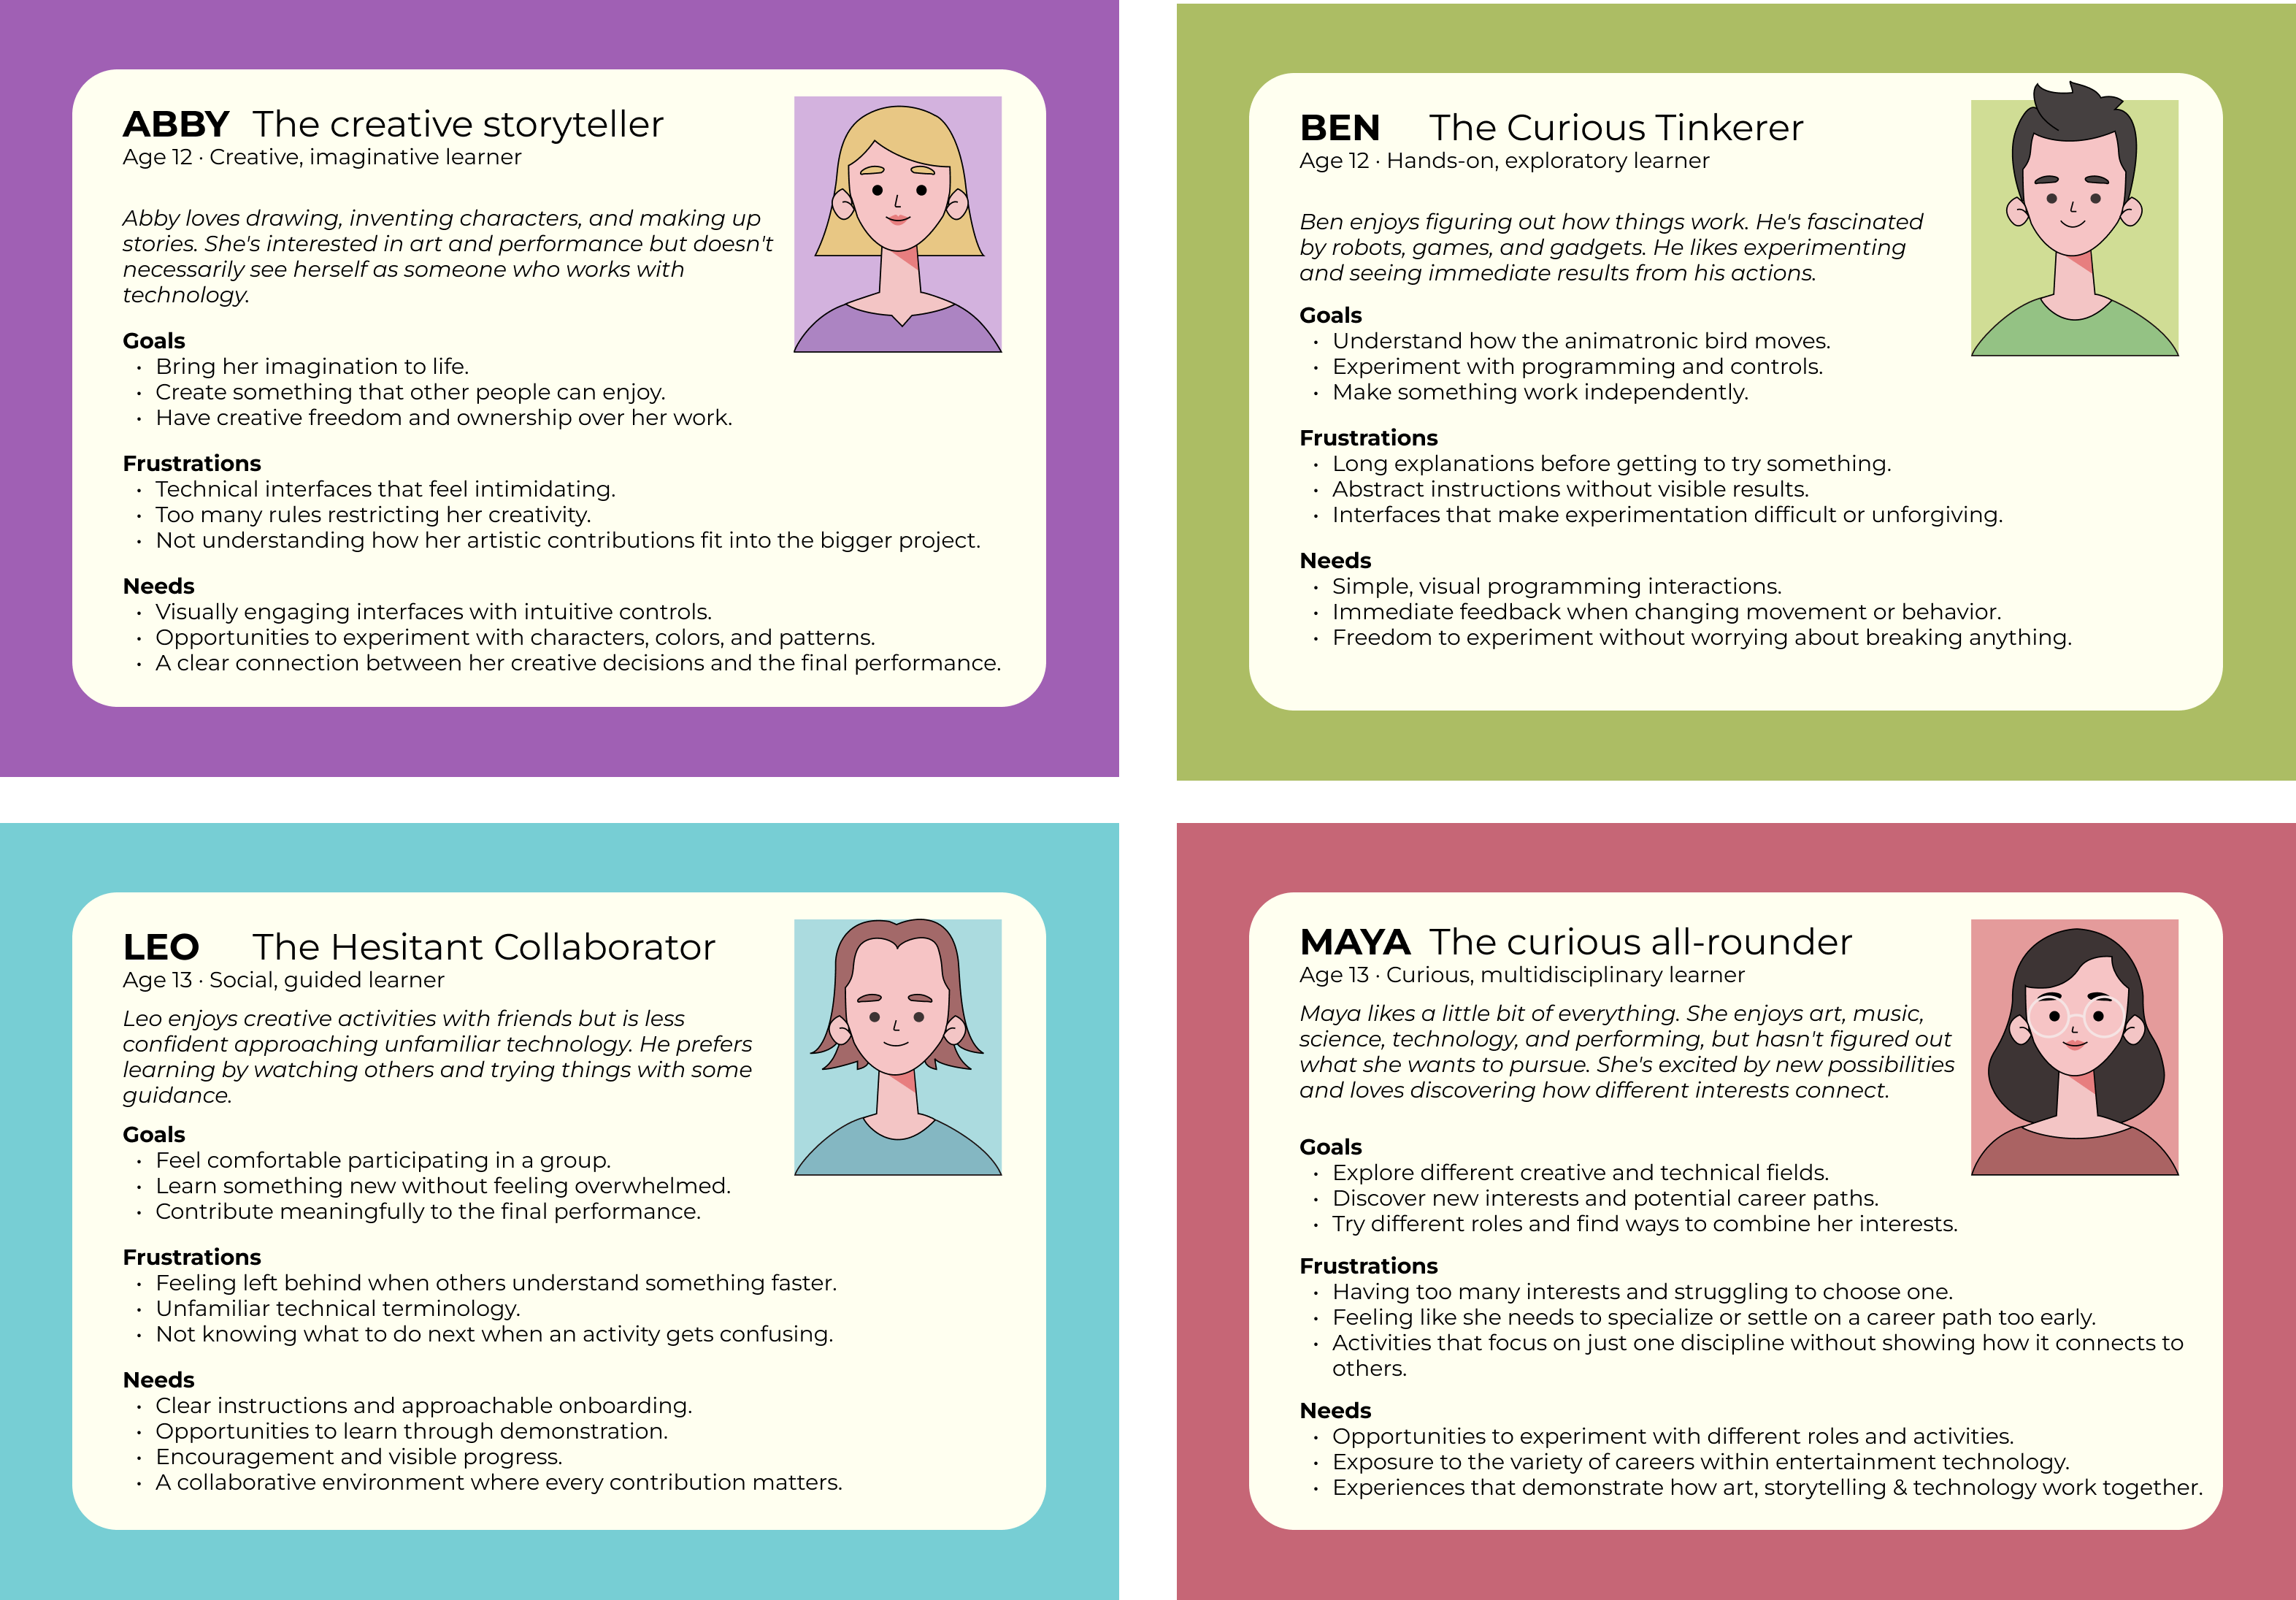 ABBY The creative storyteller
Age 12 · Creative, imaginative learner
Abby loves drawing, inventing characters, and making up
stories. She's interested in art and performance but doesn't
necessarily see herself as someone who works with
technology.
Goals
• Bring her imagination to life.
• Create something that other people can enjoy.
• Have creative freedom and ownership over her work.
Frustrations
• Technical interfaces that feel intimidating.
• Too many rules restricting her creativity.
• Not understanding how her artistic contributions fit into the bigger project.
Needs
• Visually engaging interfaces with intuitive controls.
• Opportunities to experiment with characters, colors, and patterns.
• A clear connection between her creative decisions and the final performance.
BEN The Curious Tinkerer
Age 12 · Hands-on, exploratory learner
Ben enjoys figuring out how things work. He's fascinated
by robots, games, and gadgets. He likes experimenting
and seeing immediate results from his actions.
Goals
• Understand how the animatronic bird moves.
• Experiment with programming and controls.
• Make something work independently.
Frustrations
• Long explanations before getting to try something.
• Abstract instructions without visible results.
• Interfaces that make experimentation difficult or unforgiving.
Needs
• Simple, visual programming interactions.
• Immediate feedback when changing movement or behavior.
• Freedom to experiment without worrying about breaking anything.
LEO The Hesitant Collaborator
Age 13 · Social, guided learner
Leo enjoys creative activities with friends but is less
confident approaching unfamiliar technology. He prefers
learning by watching others and trying things with some
guidance.
Goals
• Feel comfortable participating in a group.
• Learn something new without feeling overwhelmed.
• Contribute meaningfully to the final performance.
Frustrations
• Feeling left behind when others understand something faster.
• Unfamiliar technical terminology.
• Not knowing what to do next when an activity gets confusing.
Needs
• Clear instructions and approachable onboarding.
• Opportunities to learn through demonstration.
• Encouragement and visible progress.
• A collaborative environment where every contribution matters.
MAYA The curious all-rounder
Age 13 · Curious, multidisciplinary learner
Maya likes a little bit of everything. She enjoys art, music,
science, technology, and performing, but hasn't figured out
what she wants to pursue. She's excited by new possibilities
and loves discovering how different interests connect.
Goals
• Explore different creative and technical fields.
• Discover new interests and potential career paths.
• Try different roles and find ways to combine her interests.
Frustrations
• Having too many interests and struggling to choose one.
• Feeling like she needs to specialize or settle on a career path too early.
• Activities that focus on just one discipline without showing how it connects to
others.
Needs
• Opportunities to experiment with different roles and activities.
• Exposure to the variety of careers within entertainment technology.
• Experiences that demonstrate how art, storytelling & technology work together.